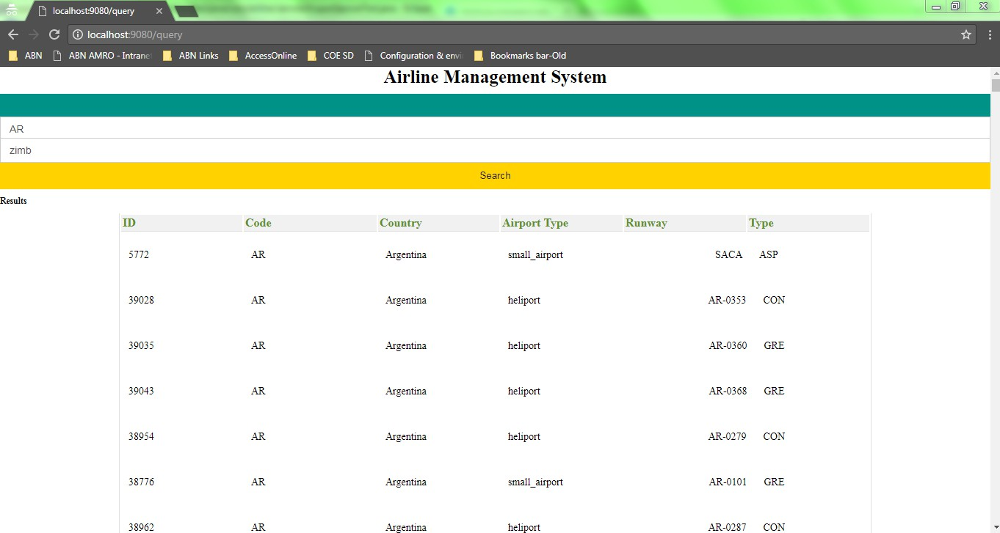 localhost:9080/query
localhost:9080/query
ABN ABN AMRO - Intrane ABN Links AccessOnline COE SD Configuration & envi Bookmarks bar-Old
Airline Management System
AR
zimb
Search
Results
ID Code Country Airport Type Runway Type
5772 AR Argentina small_airport SACA ASP
39028 AR Argentina heliport AR-0353 CON
39035 AR Argentina heliport AR-0360 GRE
39043 AR Argentina heliport AR-0368 GRE
38954 AR Argentina heliport AR-0279 CON
38776 AR Argentina small_airport AR-0101 GRE
38962 AR Argentina heliport AR-0287 CON